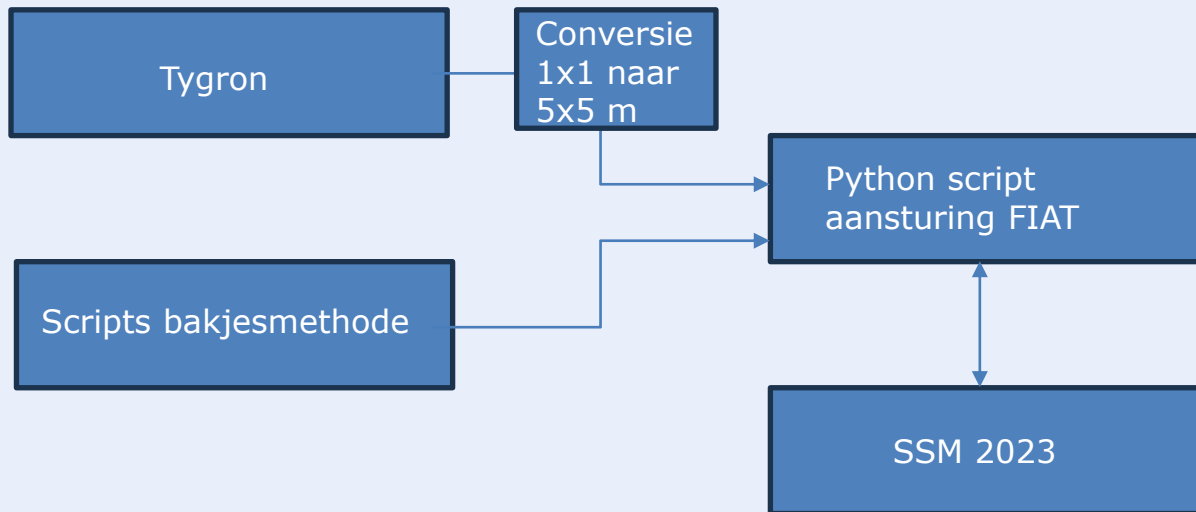 Tygron
Conversie
1x1 naar
5x5 m
Python script
aansturing FIAT
Scripts bakjesmethode
SSM 2023